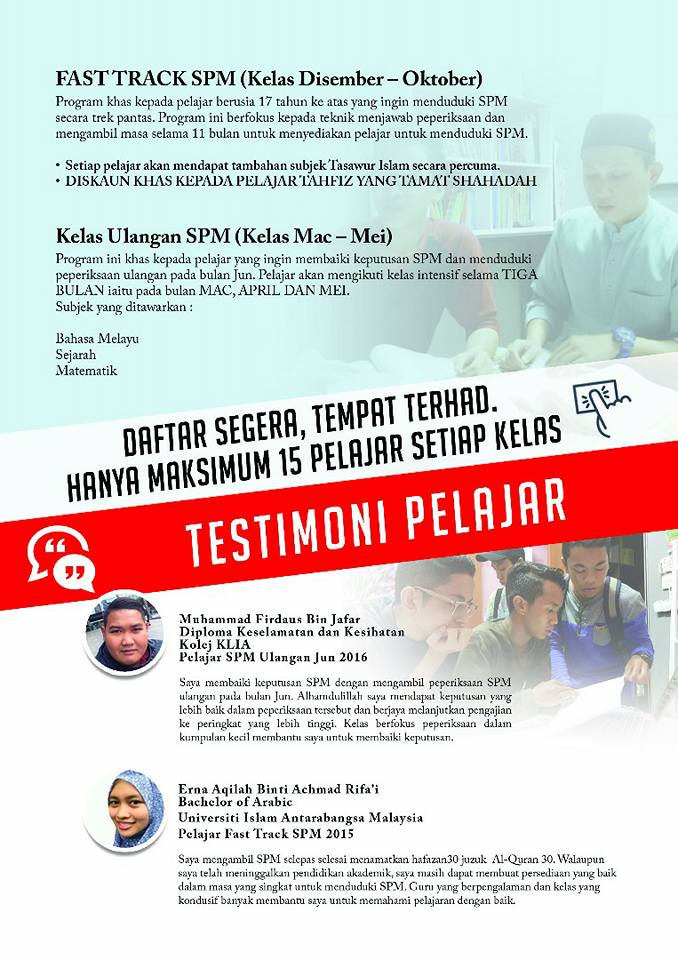 FAST TRACK SPM (Kelas Disember – Oktober)
Program khas kepada pelajar berusia 17 tahun ke atas yang ingin menduduki SPM
secara trek pantas. Program ini berfokus kepada teknik menjawab peperiksaan dan
mengambil masa selama 11 bulan untuk menyediakan pelajar untuk menduduki SPM.
• Setiap pelajar akan mendapat tambahan subjek Tasawur Islam secara percuma.
• DISKAUN KHAS KEPADA PELAJAR TAHFIZ YANG TAMAT SHAHADAH
Kelas Ulangan SPM (Kelas Mac – Mei)
Program ini khas kepada pelajar yang ingin membaiki keputusan SPM dan menduduki
peperiksaan ulangan pada bulan Jun. Pelajar akan mengikuti kelas intensif selama TIGA
BULAN iaitu pada bulan MAC, APRIL DAN MEI.
Subjek yang ditawarkan :
Bahasa Melayu
Sejarah
Matematik
DAFTAR SEGERA, TEMPAT TERHAD.
HANYA MAKSIMUM 15 PELAJAR SETIAP KELAS
TESTIMONI PELAJAR
Muhammad Firdaus Bin Jafar
Diploma Keselamatan dan Kesihatan
Kolej KLIA
Pelajar SPM Ulangan Jun 2016
Saya membaiki keputusan SPM dengan mengambil peperiksaan SPM
ulangan pada bulan Jun. Alhamdulillah saya mendapat keputusan yang
lebih baik dalam peperiksaan tersebut dan berjaya melanjutkan pengajian
ke peringkat yang lebih tinggi. Kelas berfokus peperiksaan dalam
kumpulan kecil membantu saya untuk membaiki keputusan.
Erna Aqilah Binti Achmad Rifa'i
Bachelor of Arabic
Universiti Islam Antarabangsa Malaysia
Pelajar Fast Track SPM 2015
Saya mengambil SPM selepas selesai menamatkan hafazan30 juzuk Al-Quran 30. Walaupun
saya telah meninggalkan pendidikan akademik, saya masih dapat membuat persediaan yang baik
dalam masa yang singkat untuk menduduki SPM. Guru yang berpengalaman dan kelas yang
kondusif banyak membantu saya untuk memahami pelajaran dengan baik.